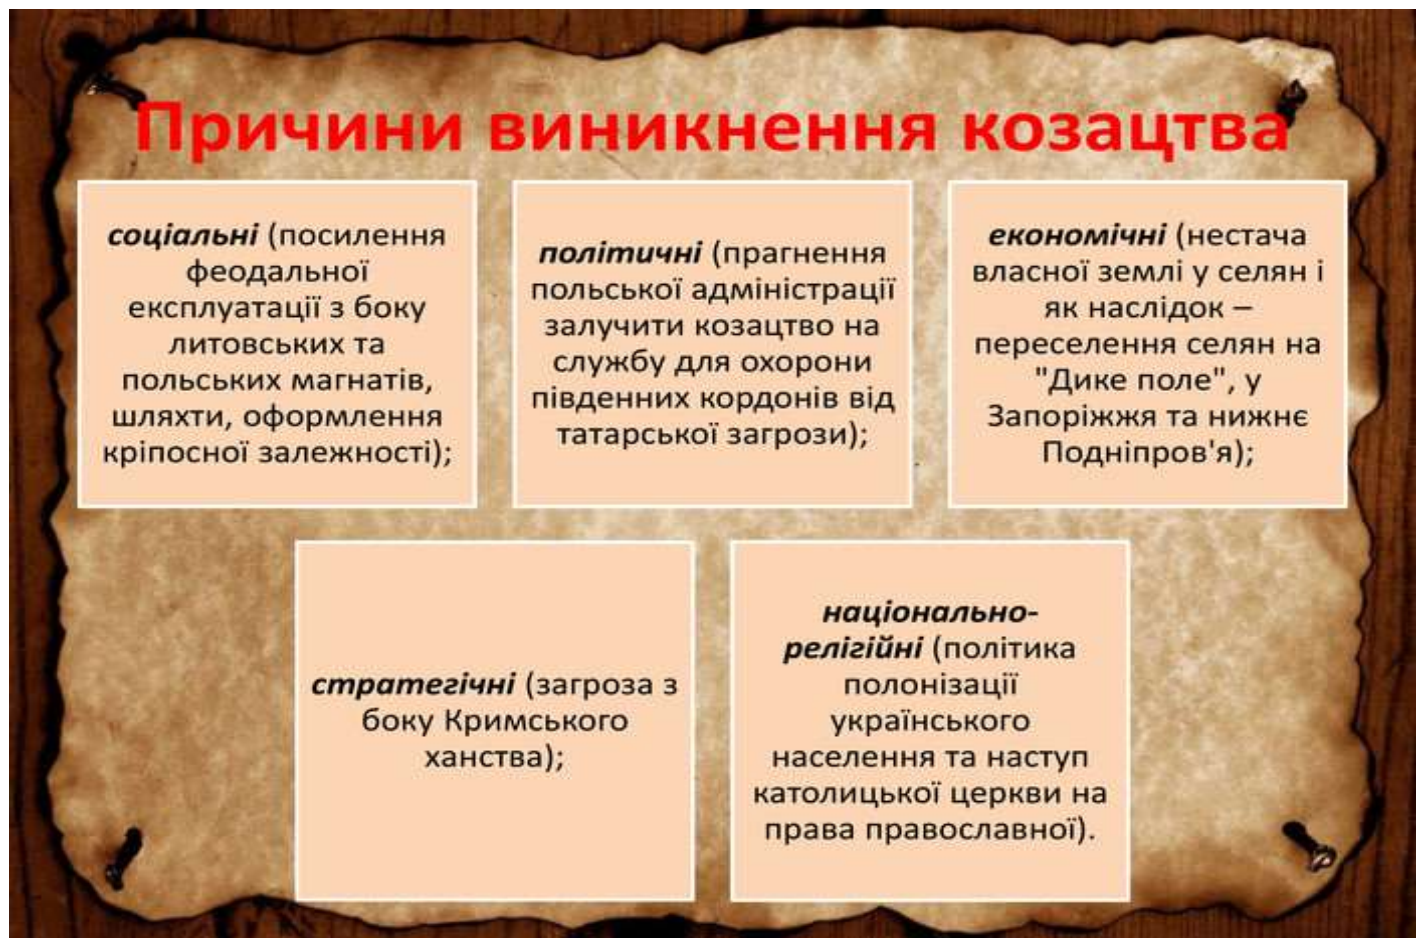 Причини виникнення козацтва
соціальні (посилення
феодальної
експлуатації з боку
литовських та
польських магнатів,
шляхти, оформлення
кріпосної залежності);
політичні (прагнення
польської адміністрації
залучити козацтво на
службу для охорони
південних кордонів від
татарської загрози);
економічні (нестача
власної землі у селян і
як наслідок –
переселення селян на
"Дике поле", у
Запоріжжя та нижнє
Подніпров'я);
стратегічні (загроза з
боку Кримського
ханства);
національно-
релігійні (політика
полонізації
українського
населення та наступ
католицької церкви на
права православної).